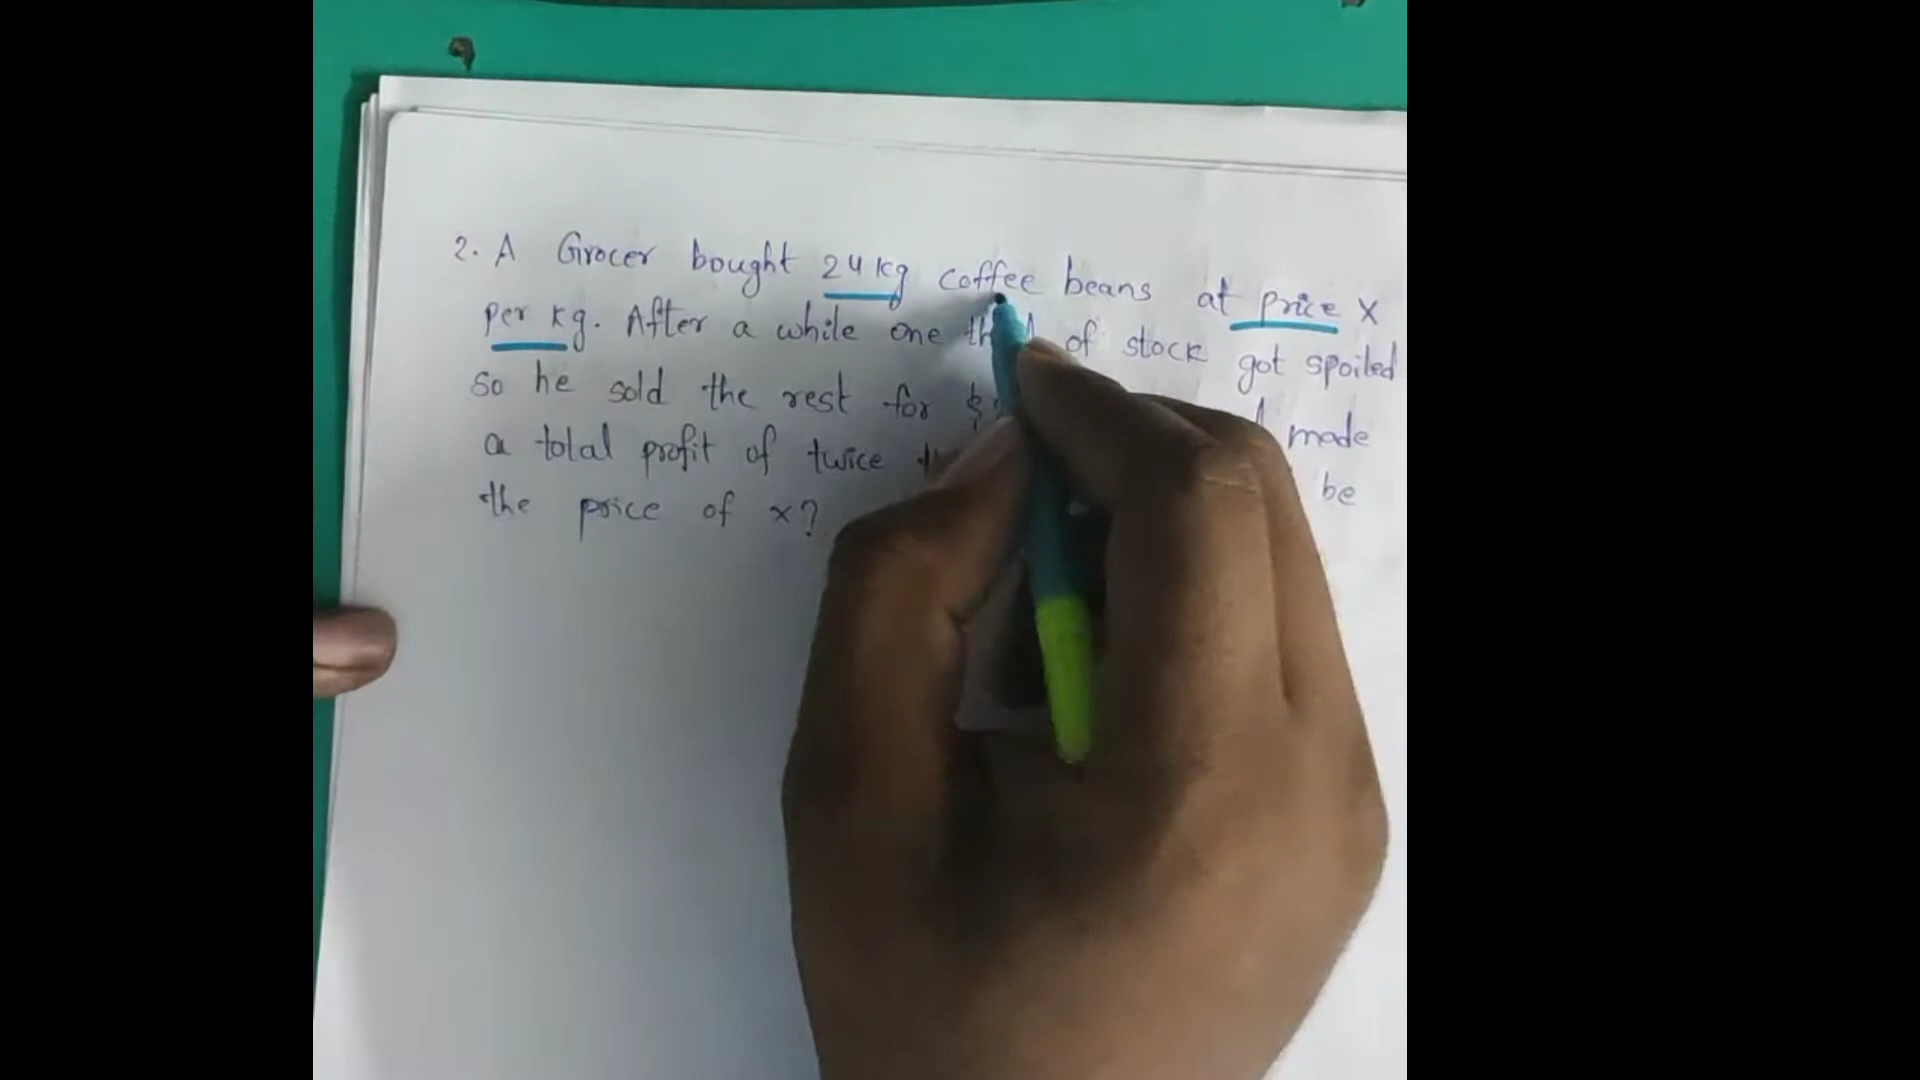 2. A Grocer bought 24 kg coffee beans at price X
per kg. After a while one of stock got spoiled
so he sold the rest for $ made
a total profit of twice be
the price of x?